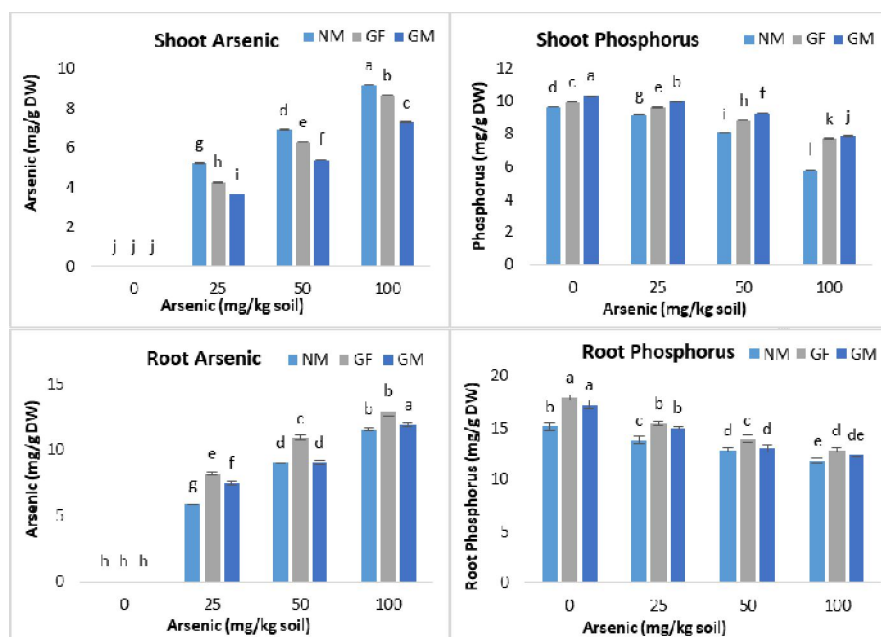 Shoot Arsenic
NM GF GM
Arsenic (mg/g DW)
10
8
6
4
2
0
j j j
g h i
d e f
a b c
0 25 50 100
Arsenic (mg/kg soil)
Shoot Phosphorus
NM GF GM
Phosphorus (mg/g DW)
12
10
8
6
4
2
0
d c a
g e b
i h f
l k j
0 25 50 100
Arsenic (mg/kg soil)
Root Arsenic
NM GF GM
Arsenic (mg/g DW)
15
10
5
0
h h h
g e f
d c d
b b a
0 25 50 100
Arsenic (mg/kg soil)
Root Phosphorus
NM GF GM
Root Phosphorus (mg/g DW)
20
15
10
5
0
b a a
c b b
d c d
e d de
0 25 50 100
Arsenic (mg/kg soil)